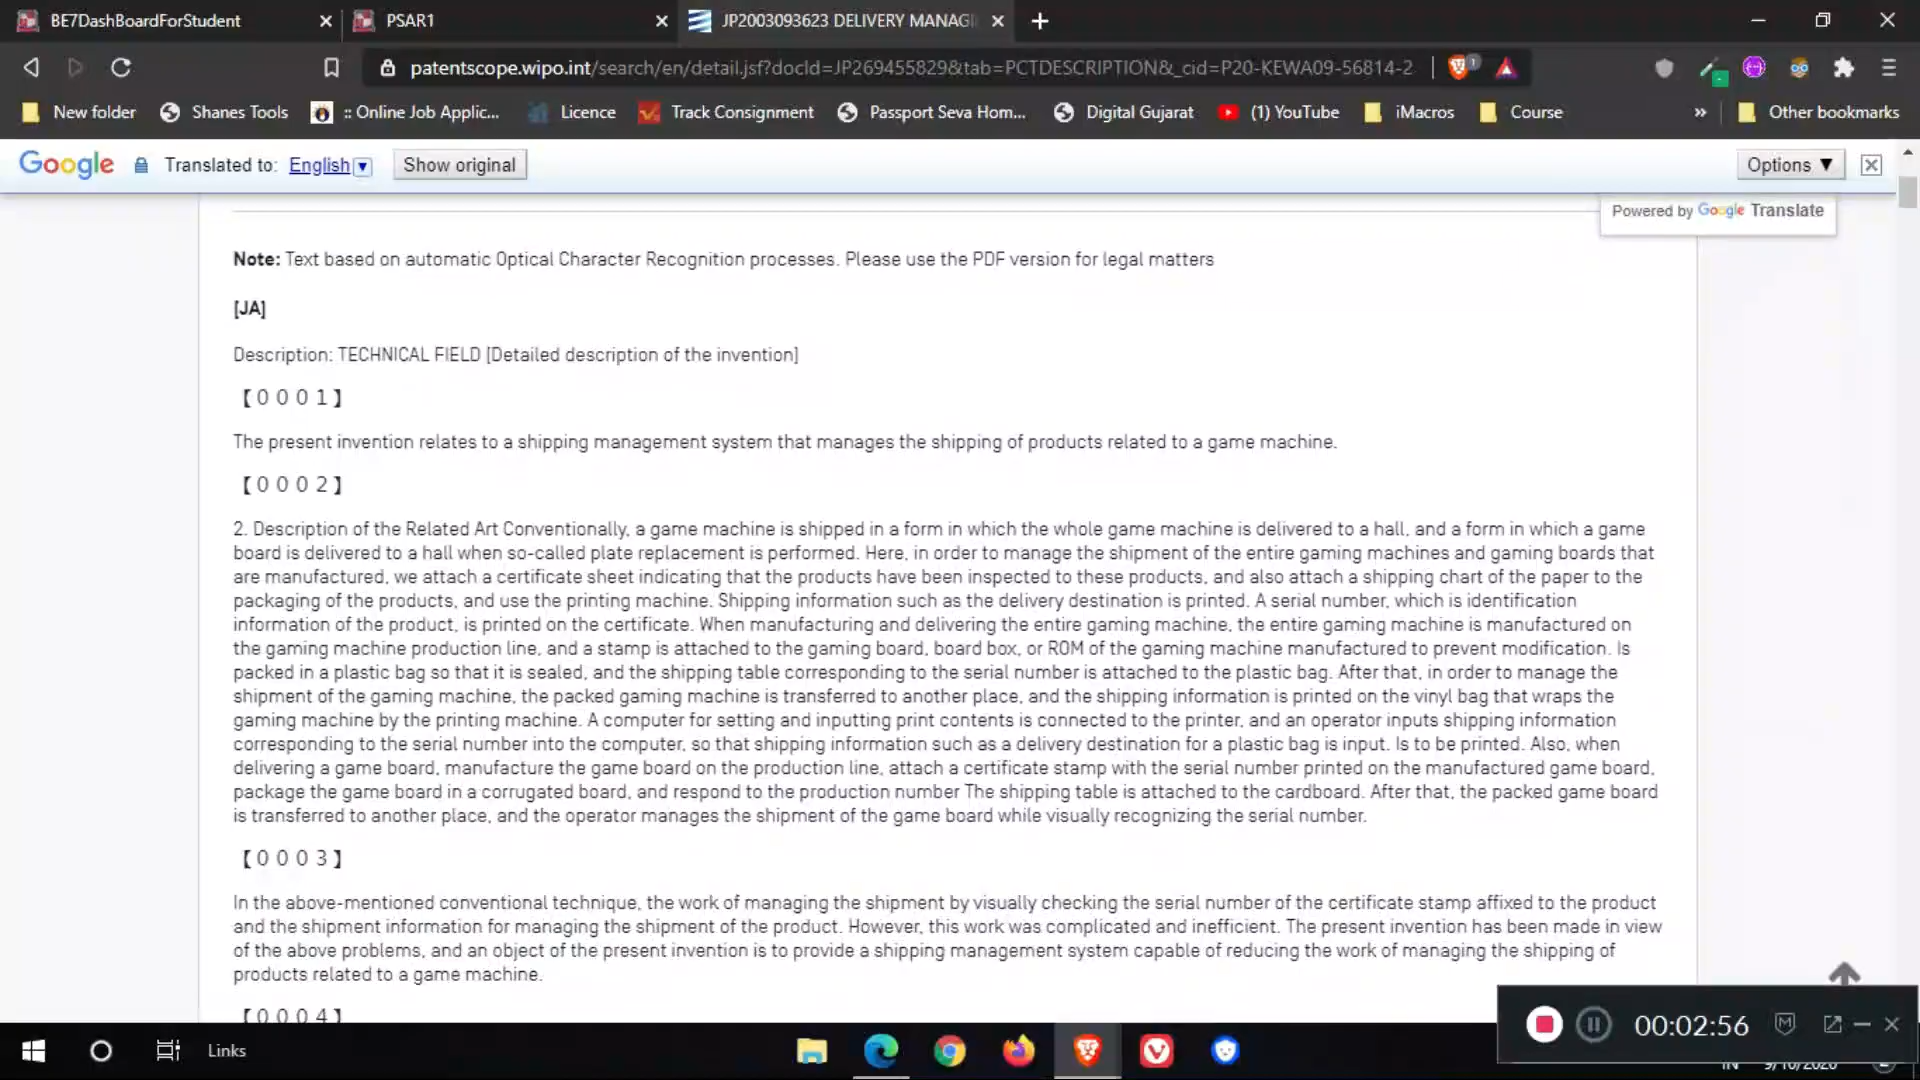 BE7DashBoardForStudent
PSAR1
JP2003093623 DELIVERY MANAGI
patentscope.wipo.int/search/en/detail.jsf?docId=JP269455829&tab=PCTDESCRIPTION&_cid=P20-KEWA09-56814-2
1
New folder
Shanes Tools
:: Online Job Applic...
Licence
Track Consignment
Passport Seva Hom...
Digital Gujarat
(1) YouTube
iMacros
Course
»
Other bookmarks
Google
Translated to: English
Show original
Options ▼
Powered by Google Translate
Note: Text based on automatic Optical Character Recognition processes. Please use the PDF version for legal matters
[JA]
Description: TECHNICAL FIELD [Detailed description of the invention]
【0001】
The present invention relates to a shipping management system that manages the shipping of products related to a game machine.
【0002】
2. Description of the Related Art Conventionally, a game machine is shipped in a form in which the whole game machine is delivered to a hall, and a form in which a game
board is delivered to a hall when so-called plate replacement is performed. Here, in order to manage the shipment of the entire gaming machines and gaming boards that
are manufactured, we attach a certificate sheet indicating that the products have been inspected to these products, and also attach a shipping chart of the paper to the
packaging of the products, and use the printing machine. Shipping information such as the delivery destination is printed. A serial number, which is identification
information of the product, is printed on the certificate. When manufacturing and delivering the entire gaming machine, the entire gaming machine is manufactured on
the gaming machine production line, and a stamp is attached to the gaming board, board box, or ROM of the gaming machine manufactured to prevent modification. Is
packed in a plastic bag so that it is sealed, and the shipping table corresponding to the serial number is attached to the plastic bag. After that, in order to manage the
shipment of the gaming machine, the packed gaming machine is transferred to another place, and the shipping information is printed on the vinyl bag that wraps the
gaming machine by the printing machine. A computer for setting and inputting print contents is connected to the printer, and an operator inputs shipping information
corresponding to the serial number into the computer, so that shipping information such as a delivery destination for a plastic bag is input. Is to be printed. Also, when
delivering a game board, manufacture the game board on the production line, attach a certificate stamp with the serial number printed on the manufactured game board,
package the game board in a corrugated board, and respond to the production number The shipping table is attached to the cardboard. After that, the packed game board
is transferred to another place, and the operator manages the shipment of the game board while visually recognizing the serial number.
【0003】
In the above-mentioned conventional technique, the work of managing the shipment by visually checking the serial number of the certificate stamp affixed to the product
and the shipment information for managing the shipment of the product. However, this work was complicated and inefficient. The present invention has been made in view
of the above problems, and an object of the present invention is to provide a shipping management system capable of reducing the work of managing the shipping of
products related to a game machine.
【0004】
00:02:56
Links
IN
9/10/2020